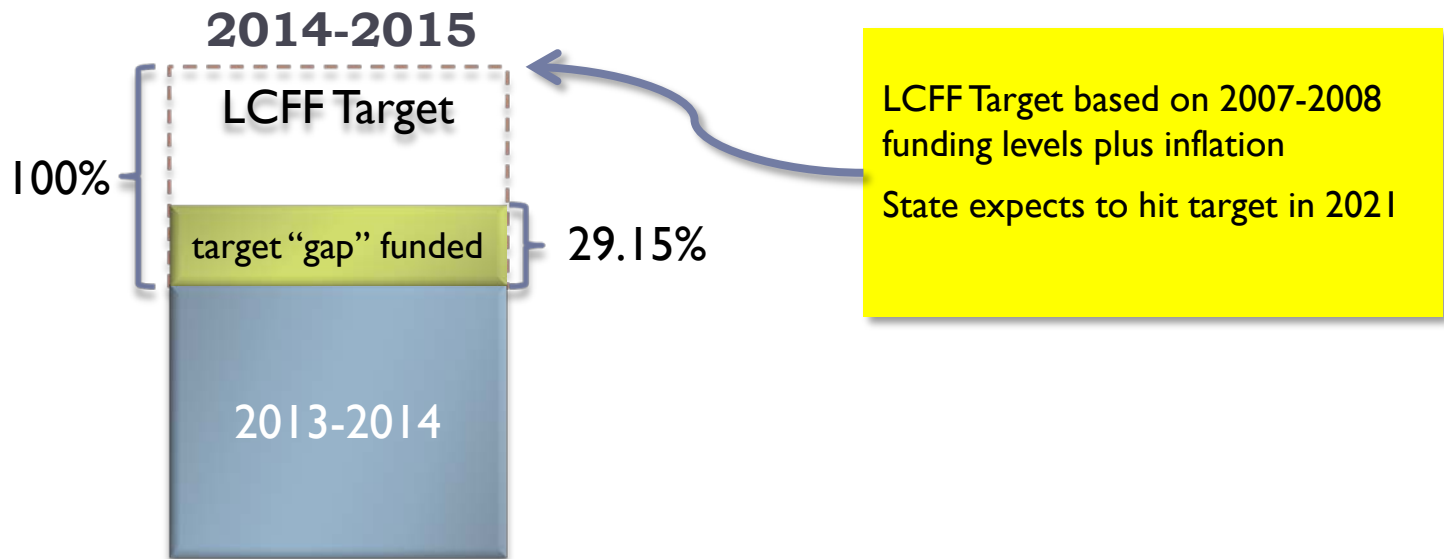 2014-2015
LCFF Target
100%
target “gap” funded
29.15%
2013-2014
LCFF Target based on 2007-2008
funding levels plus inflation
State expects to hit target in 2021